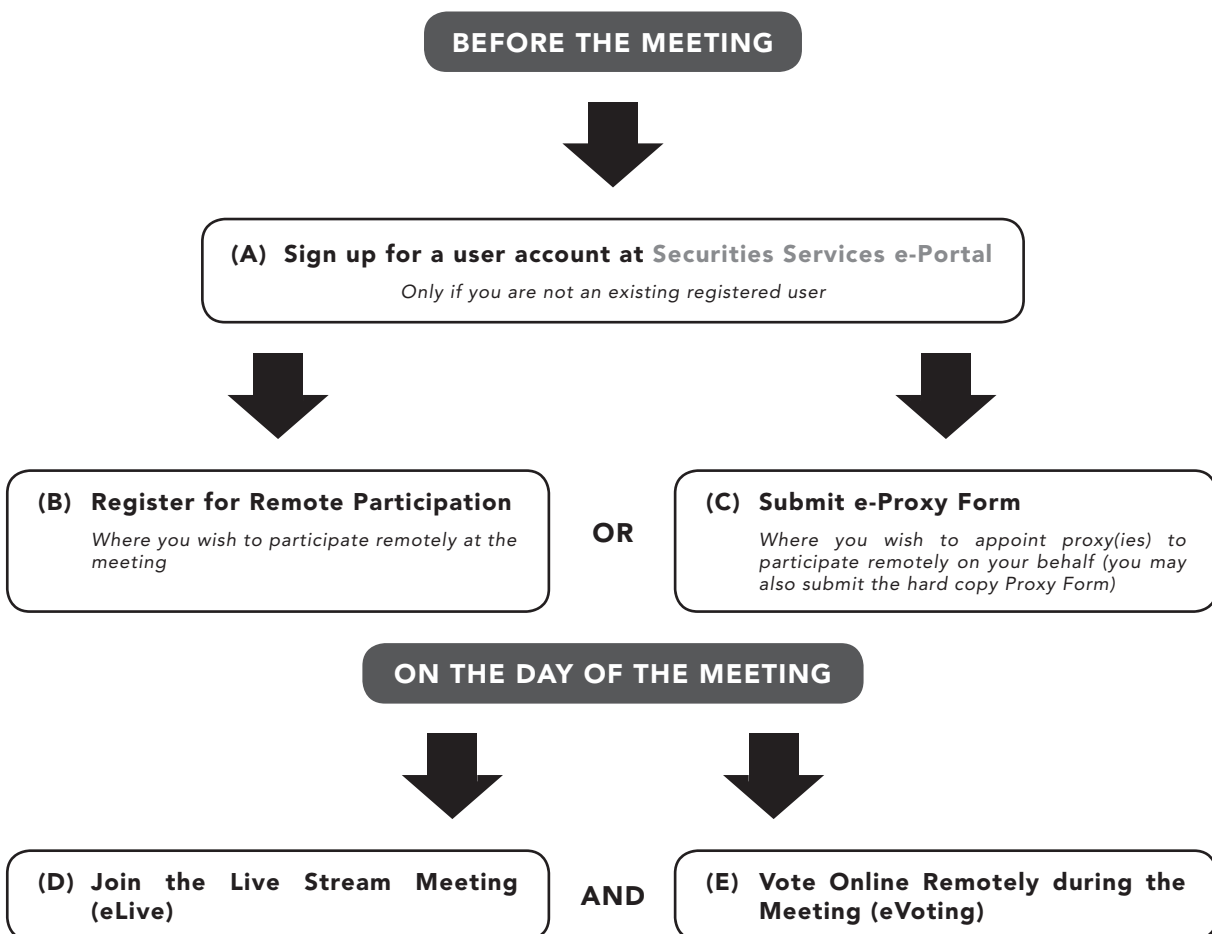 BEFORE THE MEETING
(A) Sign up for a user account at Securities Services e-Portal
Only if you are not an existing registered user
(B) Register for Remote Participation
Where you wish to participate remotely at the
meeting
OR
(C) Submit e-Proxy Form
Where you wish to appoint proxy(ies) to
participate remotely on your behalf (you may
also submit the hard copy Proxy Form)
ON THE DAY OF THE MEETING
(D) Join the Live Stream Meeting
(eLive)
AND
(E) Vote Online Remotely during the
Meeting (eVoting)